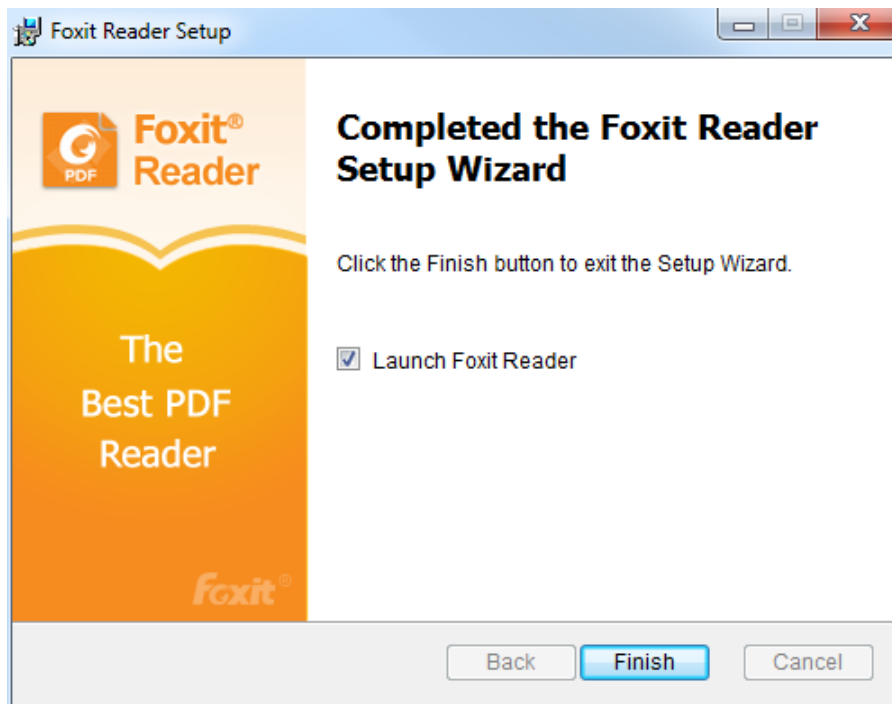 Foxit Reader Setup
Foxit®
Reader
PDF
Completed the Foxit Reader
Setup Wizard
Click the Finish button to exit the Setup Wizard.
Launch Foxit Reader
The
Best PDF
Reader
Foxit®
Back
Finish
Cancel